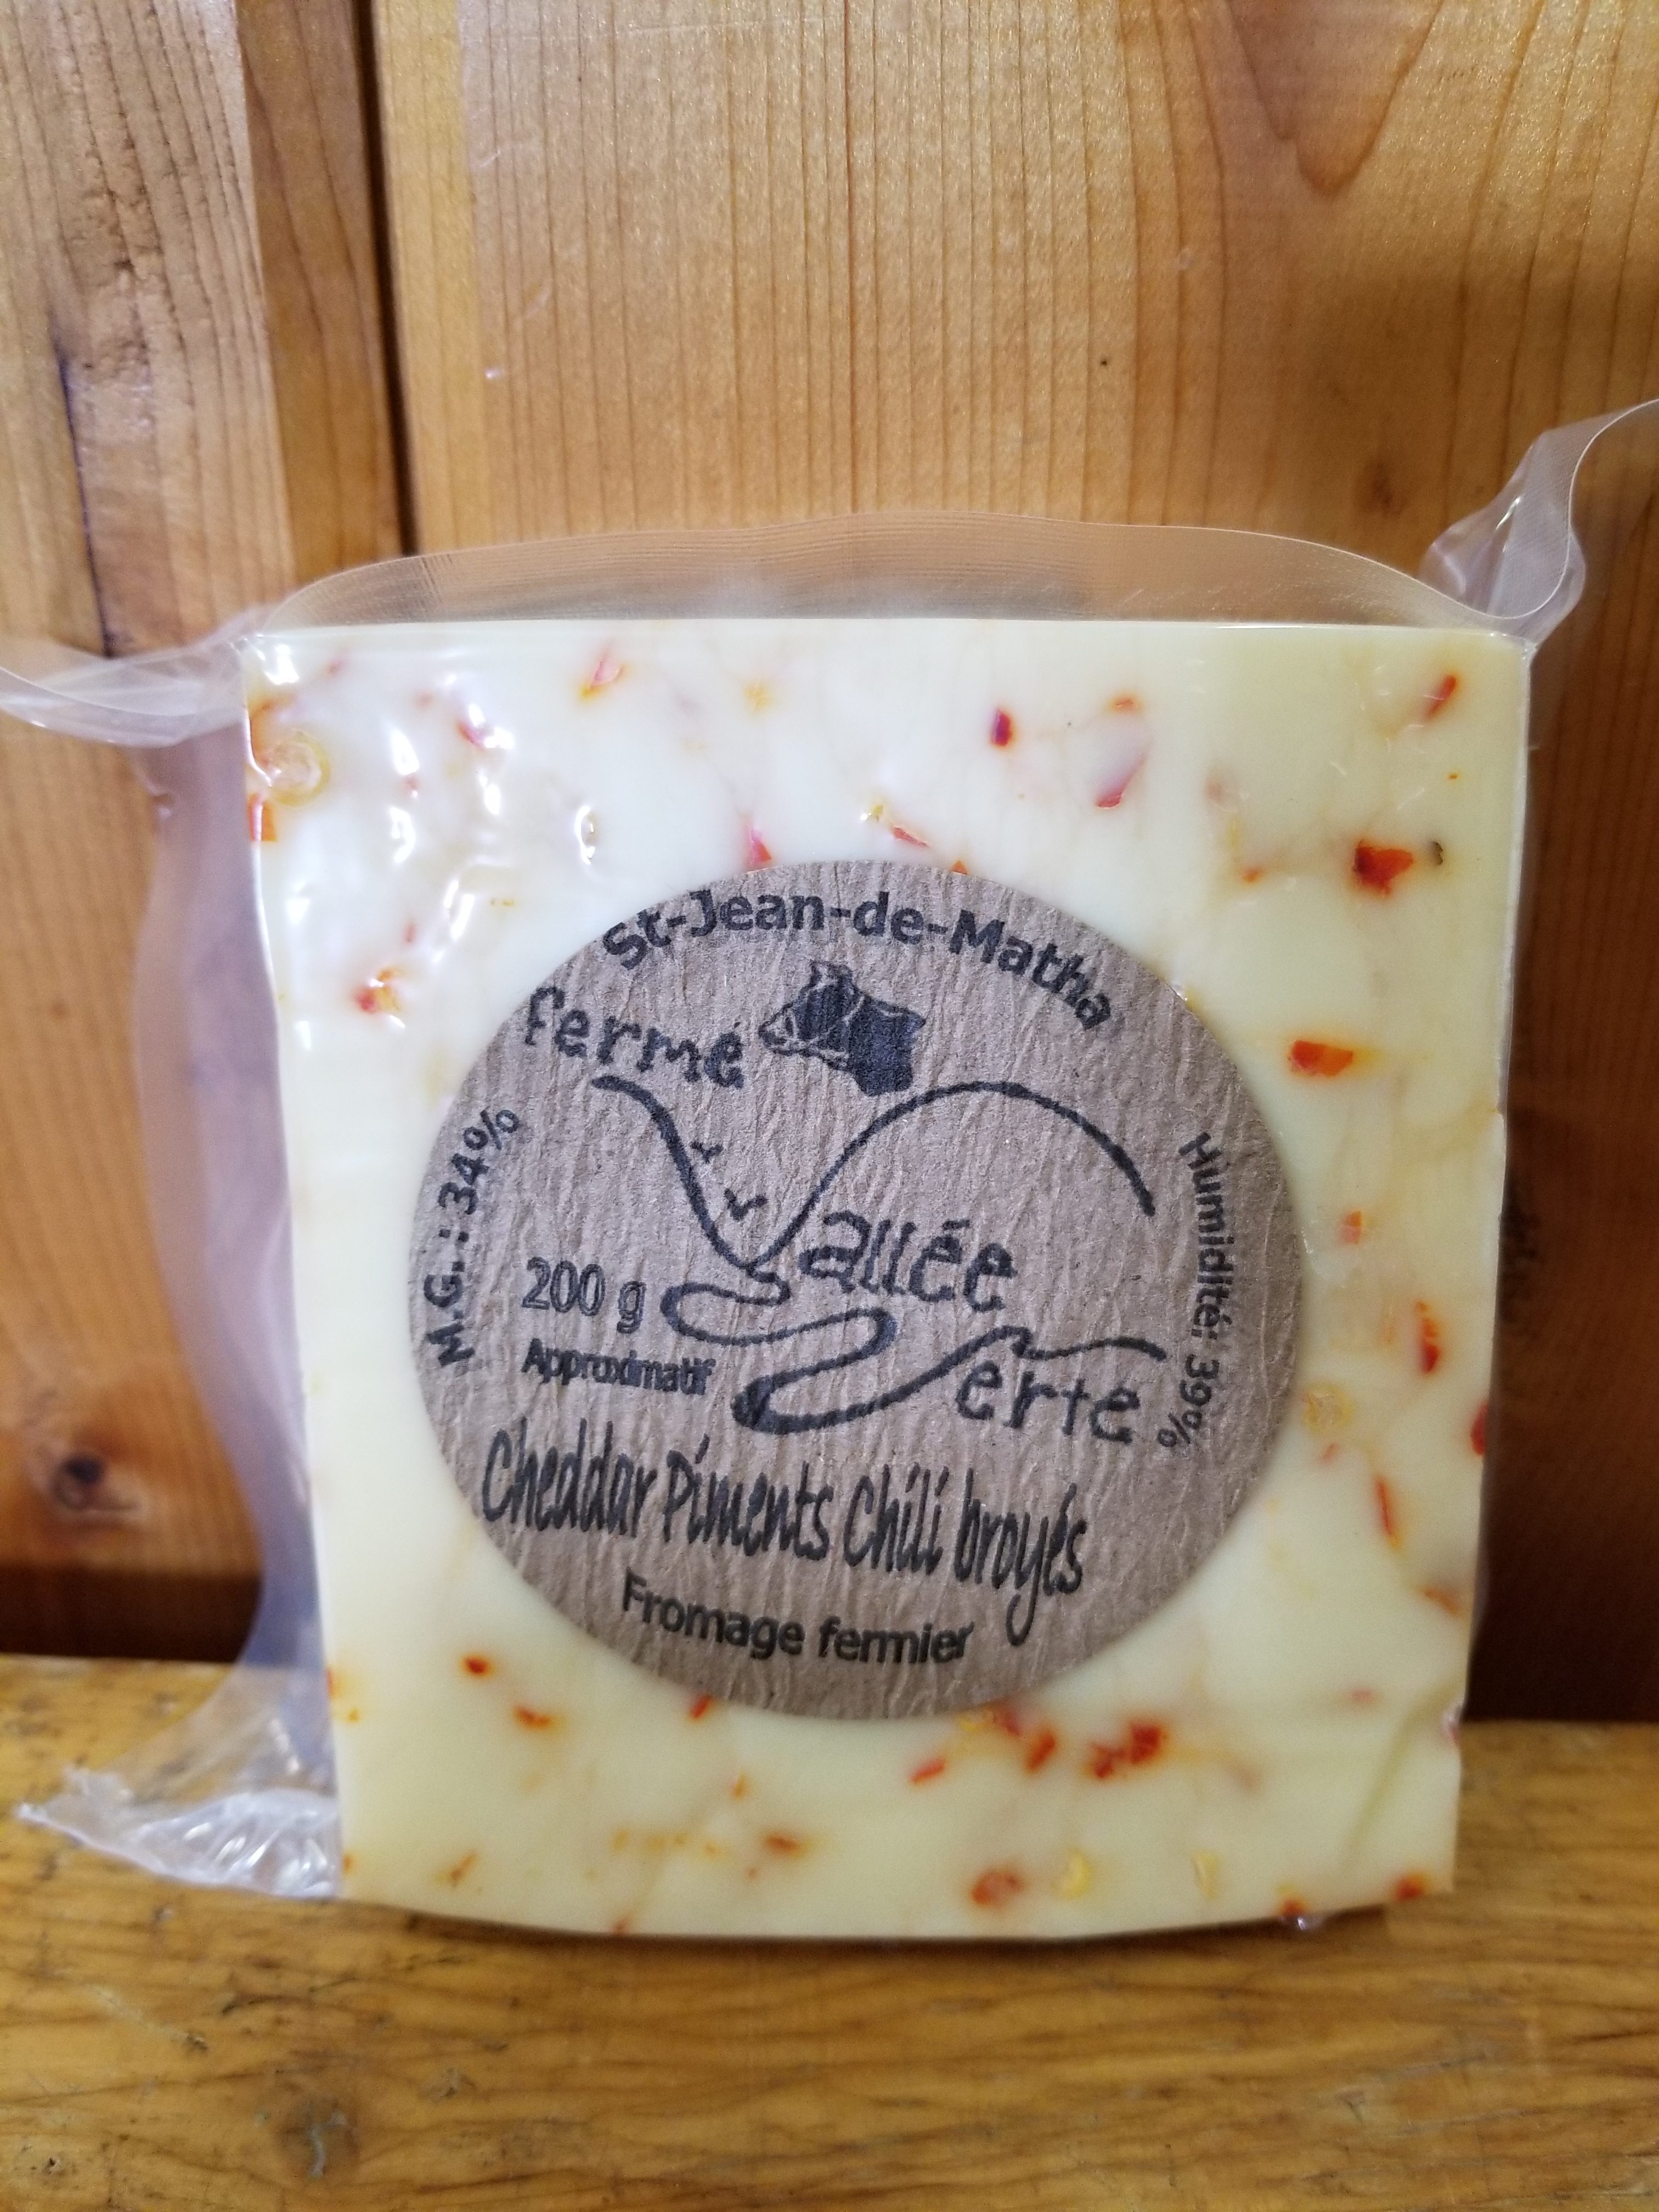 St-Jean-de-Matha
ferme
Vallée
Verte
M.G. : 34%
Humidité: 39%
200 g
Approximatif
Cheddar Piments Chili broyés
Fromage fermier